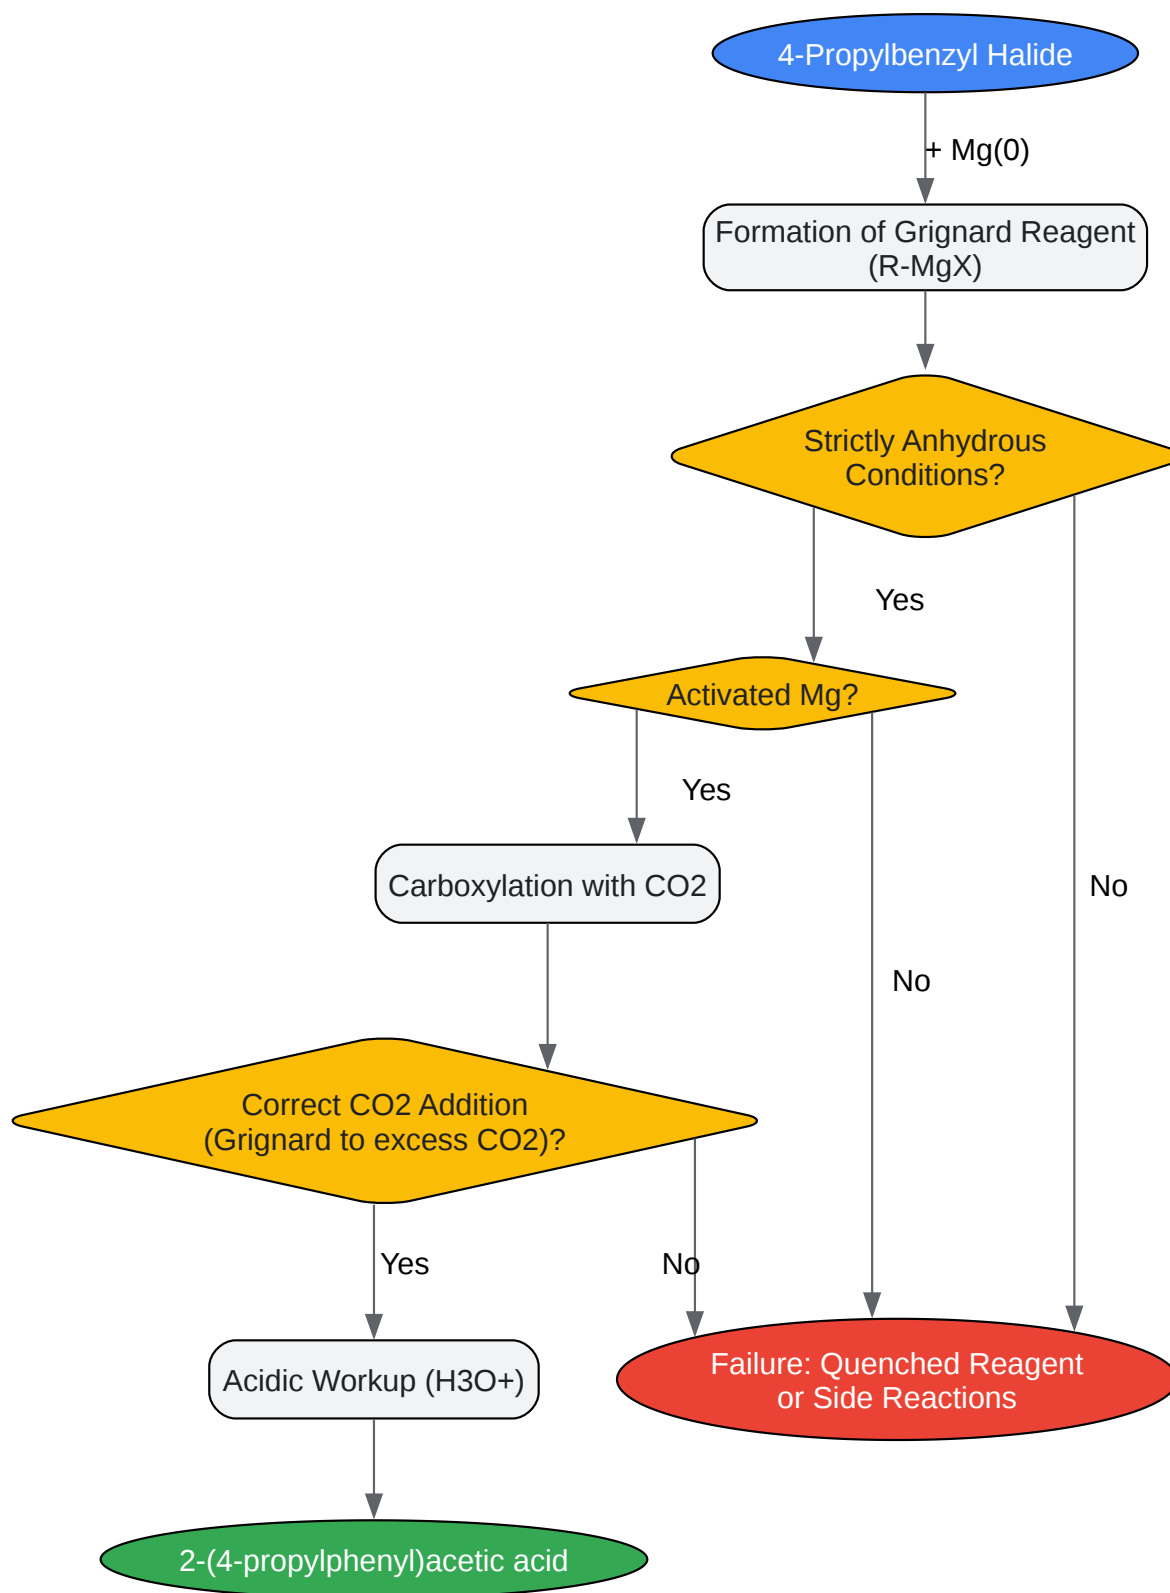 4-Propylbenzyl Halide
+ Mg(0)
Formation of Grignard Reagent
(R-MgX)
Strictly Anhydrous
Conditions?
Yes
Activated Mg?
Yes
Carboxylation with CO2
No
No
Correct CO2 Addition
(Grignard to excess CO2)?
Yes
No
Acidic Workup (H3O+)
Failure: Quenched Reagent
or Side Reactions
2-(4-propylphenyl)acetic acid